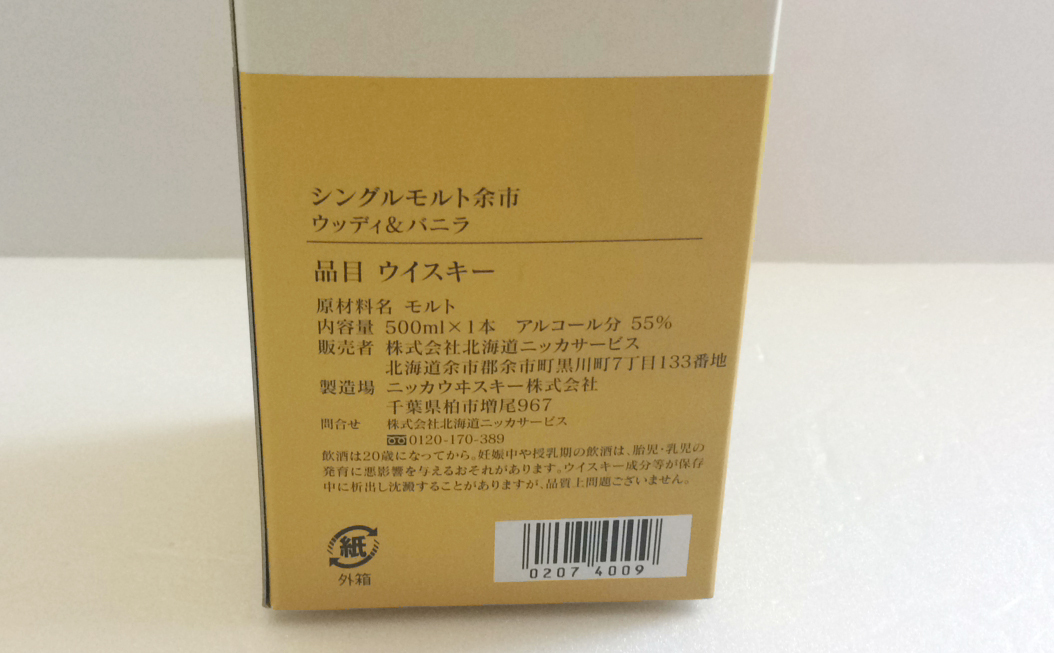 シングルモルト余市
ウッディ&バニラ
品目 ウイスキー
原材料名 モルト
内容量 500ml×1本 アルコール分 55%
販売者 株式会社北海道ニッカサービス
北海道余市郡余市町黒川町7丁目133番地
製造場 ニッカウヰスキー株式会社
千葉県柏市増尾967
問合せ 株式会社北海道ニッカサービス
0120-170-389
飲酒は20歳になってから。妊娠中や授乳期の飲酒は、胎児・乳児の
発育に悪影響を与えるおそれがあります。ウイスキー成分等が保存
中に析出し沈澱することがありますが、品質上問題ございません。
紙
外箱
0207 4009